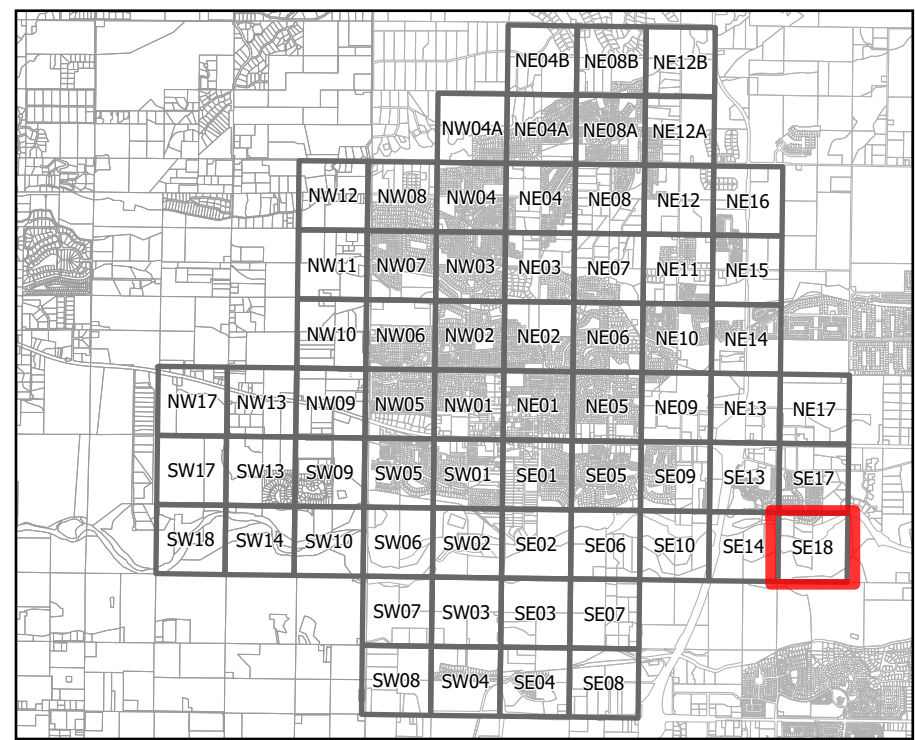 NE04B NE08B NE12B
NW04A NE04A NE08A NE12A
NW12 NW08 NW04 NE04 NE08 NE12 NE16
NW11 NW07 NW03 NE03 NE07 NE11 NE15
NW10 NW06 NW02 NE02 NE06 NE10 NE14
NW17 NW13 NW09 NW05 NW01 NE01 NE05 NE09 NE13 NE17
SW17 SW13 SW09 SW05 SW01 SE01 SE05 SE09 SE13 SE17
SW18 SW14 SW10 SW06 SW02 SE02 SE06 SE10 SE14 SE18
SW07 SW03 SE03 SE07
SW08 SW04 SE04 SE08